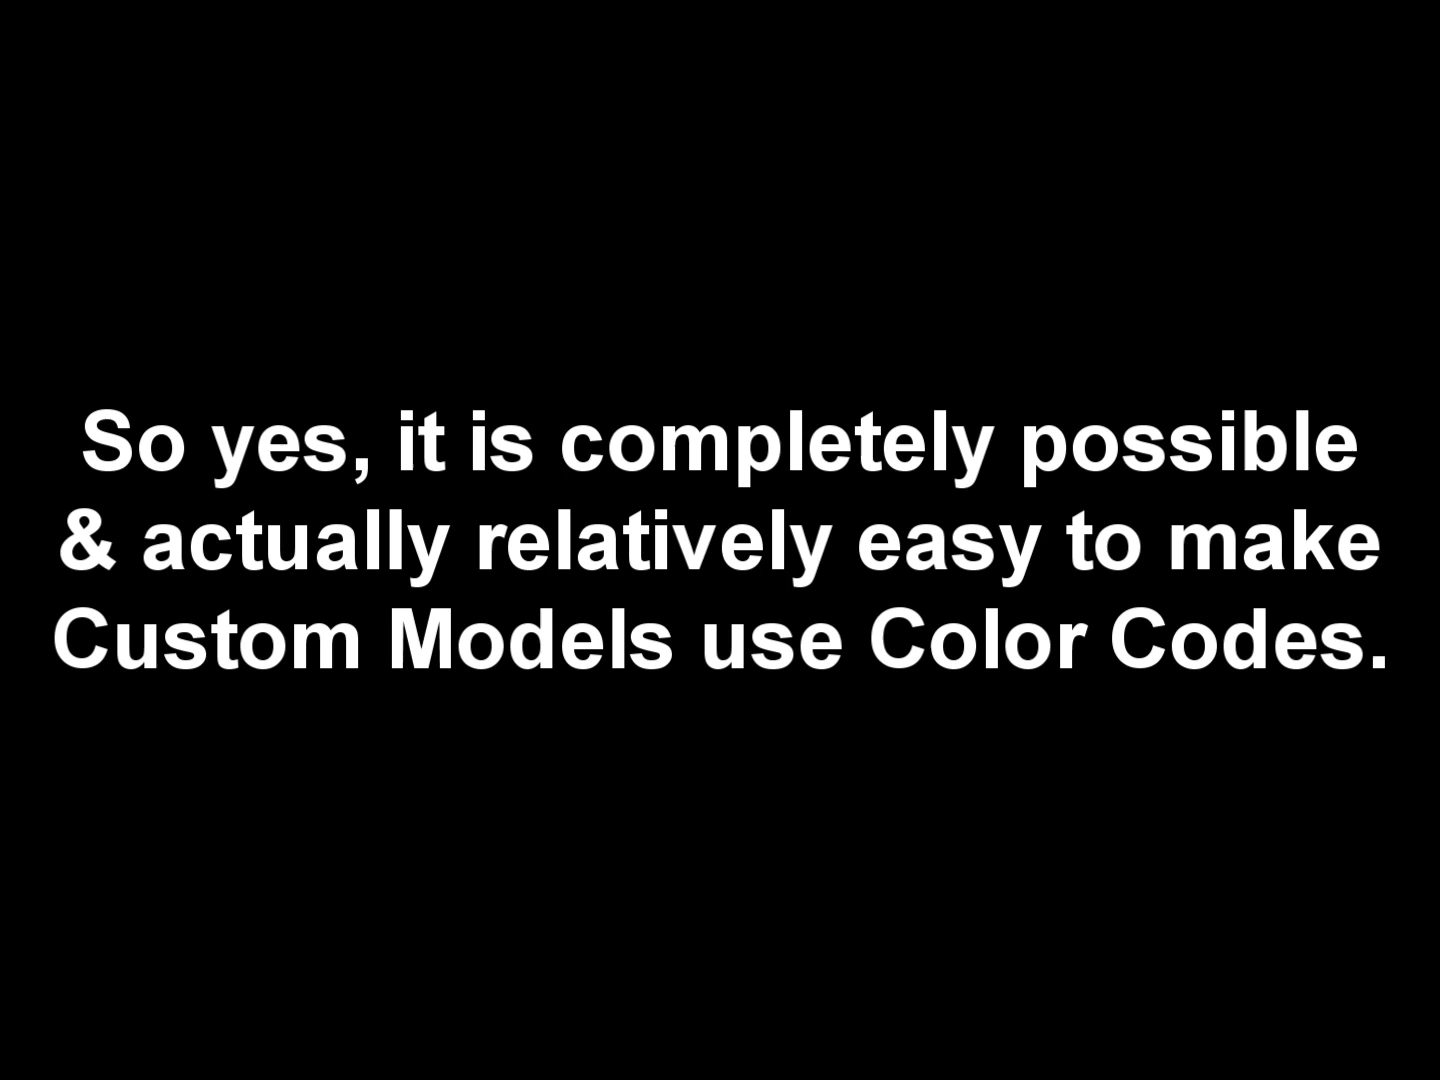 So yes, it is completely possible
& actually relatively easy to make
Custom Models use Color Codes.